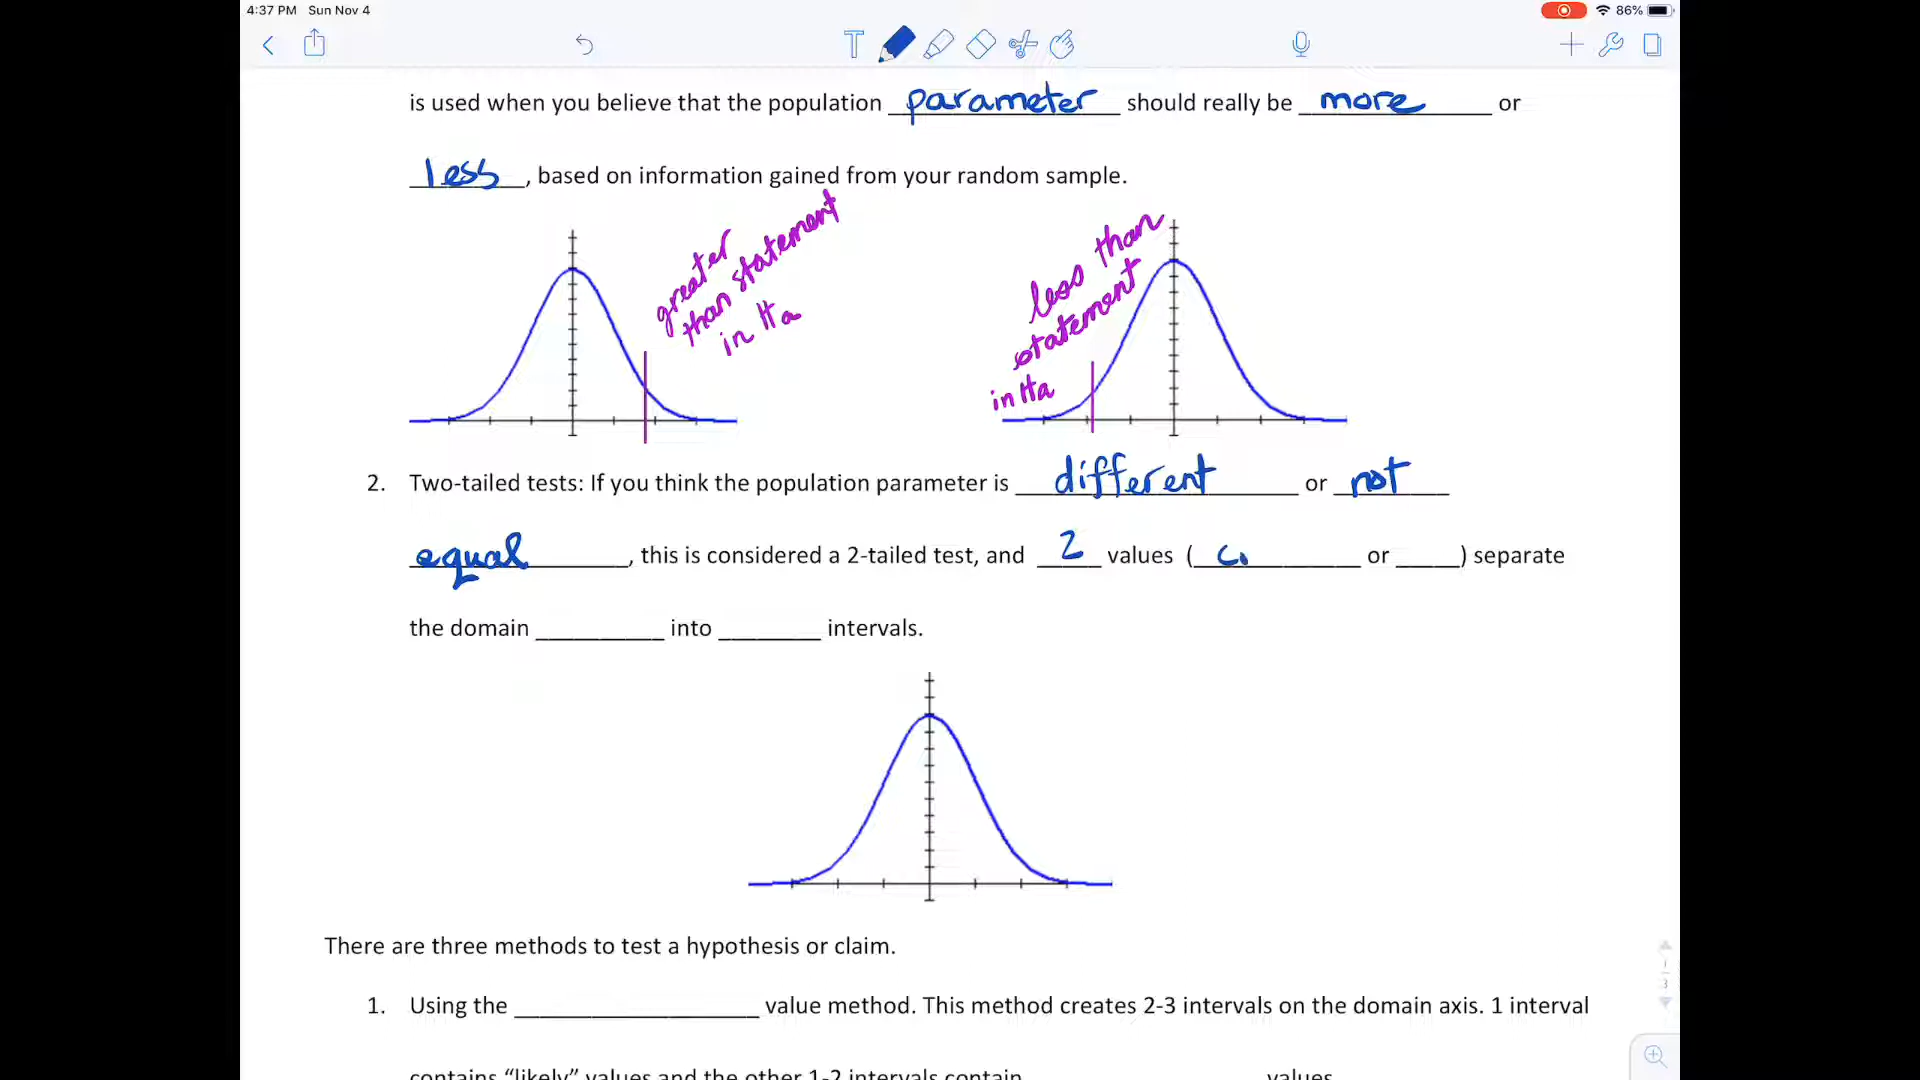 4:37 PM Sun Nov 4 86%
is used when you believe that the population parameter should really be more or
less, based on information gained from your random sample.
greater
than statement
in Ha
less than
statement
in Ha
2. Two-tailed tests: If you think the population parameter is different or not
equal, this is considered a 2-tailed test, and 2 values ( c or _____) separate
the domain __________ into ________ intervals.
There are three methods to test a hypothesis or claim.
1. Using the ___________________ value method. This method creates 2-3 intervals on the domain axis. 1 interval
contains “likely” values and the other 1-2 intervals contain ___________________ values